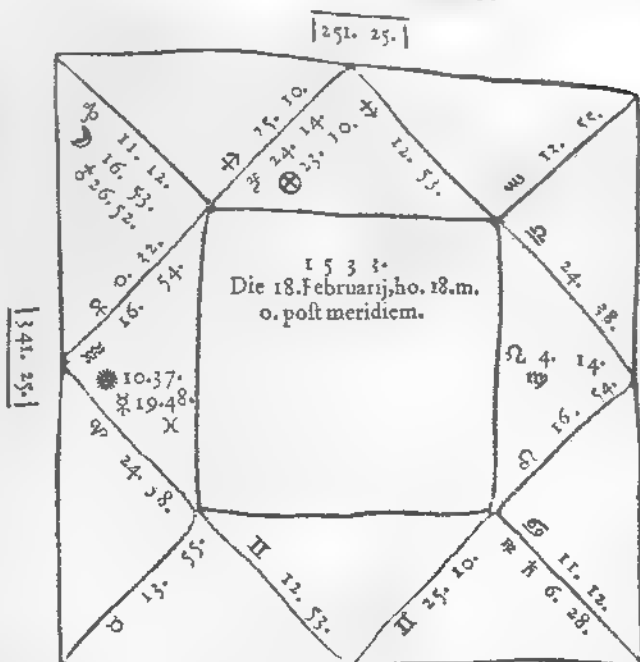 251. 25.
♑ 11. 12.
☽ 16. 53.
♂ 26, 52.
♐ 25. 10.
♃ 24. 14.
⊗ 23. 10.
♐
12. 53.
♏ 12. 55.
♎ 24. 38.
♀ 0. 32.
16. 54.
♒
1 5 3 3.
Die 18. Februarij, ho. 18. m.
0. poſt meridiem.
341. 25.
☀ 10. 37.
☿ 19. 48.
♓
☊ 4. 14.
♍
♌ 16. 54.
24. 38.
♉ 13. 55.
♊ 12. 53.
♊ 25. 10.
♋ 11. 12.
℞ ♄ 6. 28.